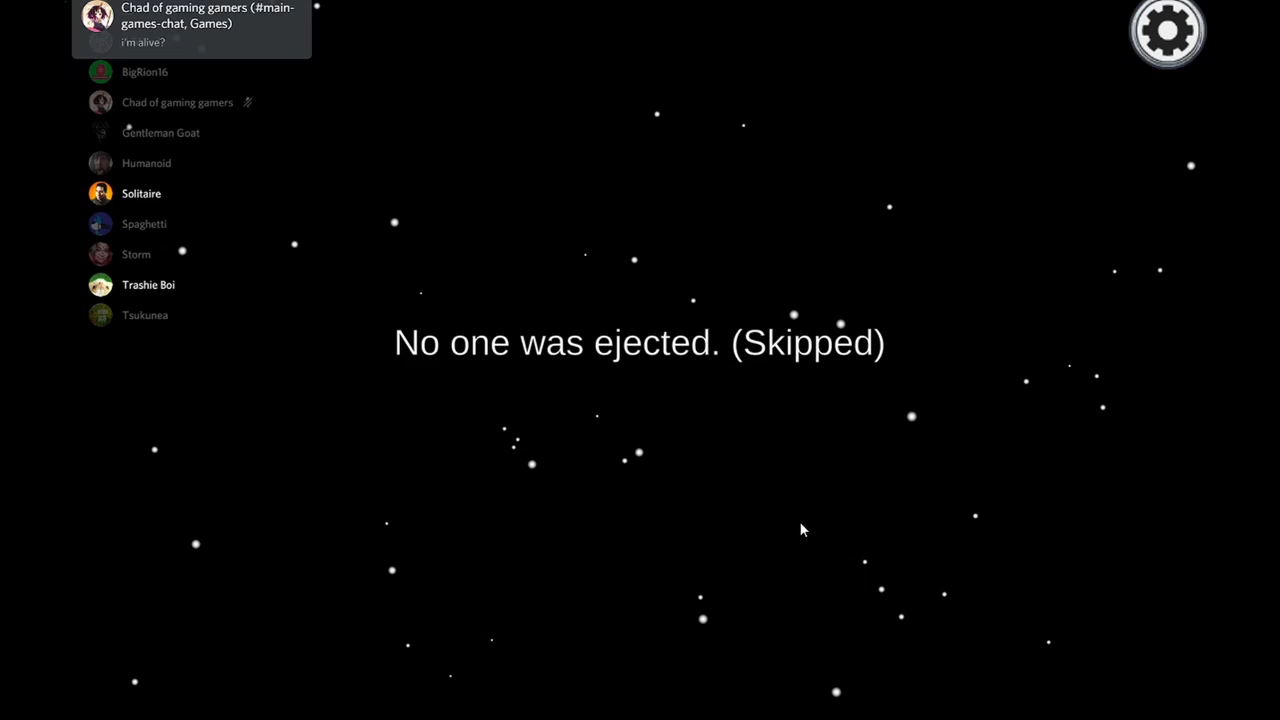 Chad of gaming gamers (#main-
games-chat, Games)
i'm alive?
BigRion16
Chad of gaming gamers
Gentleman Goat
Humanoid
Solitaire
Spaghetti
Storm
Trashie Boi
Tsukunea
No one was ejected. (Skipped)